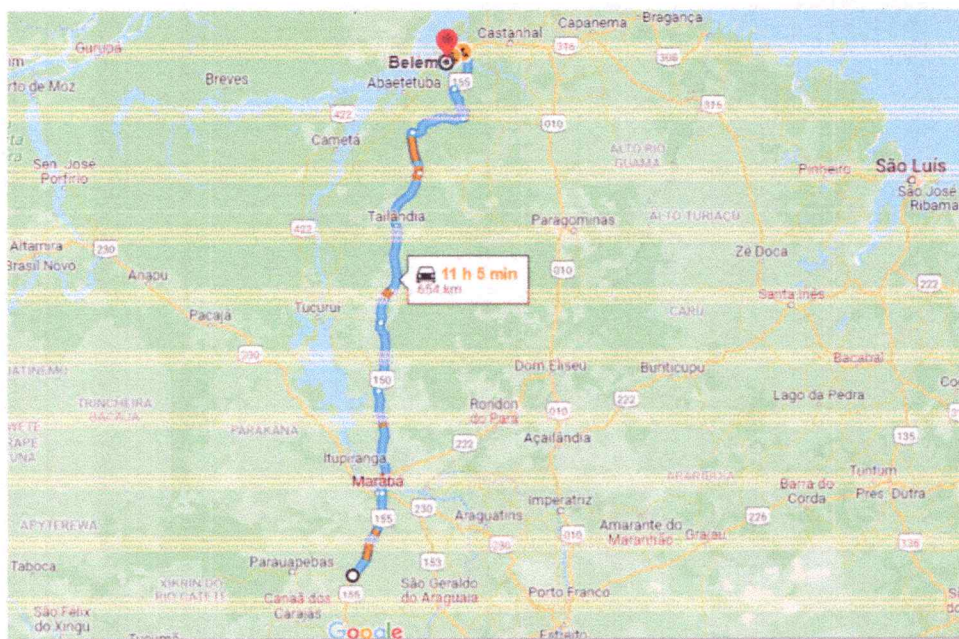 Capanema
Bragança
Castanhal
316
308
Gurupá
Belém
Abaetetuba
155
Breves
rto de Moz
422
010
316
Cametá
ALTO RIO
GUAMA
Sen. José
Porfírio
Pinheiro
São Luís
São José
Ribama
Tailândia
Paragominas
ALTO TURIAÇU
422
Altamira
230
Brasil Novo
Zé Doca
Anapu
11 h 5 min
654 km
010
222
Tucuruí
Santa Inês
Pacajá
CARU
230
Dom Eliseu
Buriticupu
Bacabal
150
TRINCHEIRA
BACAJA
Rondon
do Pará
010
222
Lago da Pedra
PARAKANÃ
222
Açailândia
135
Itupiranga
Marabá
ARARIBOIA
Tuntum
Barra do
Corda
Pres. Dutra
155
230
Imperatriz
Araguatins
226
APYTEREWA
010
Amarante do
Maranhão
Grajaú
230
135
Parauapebas
153
Taboca
XIKRIN DO
RIO CATETÉ
155
São Geraldo
do Araguaia
Canaã dos
Carajás
Porto Franco
São Félix
do Xingu
Google
Estreito